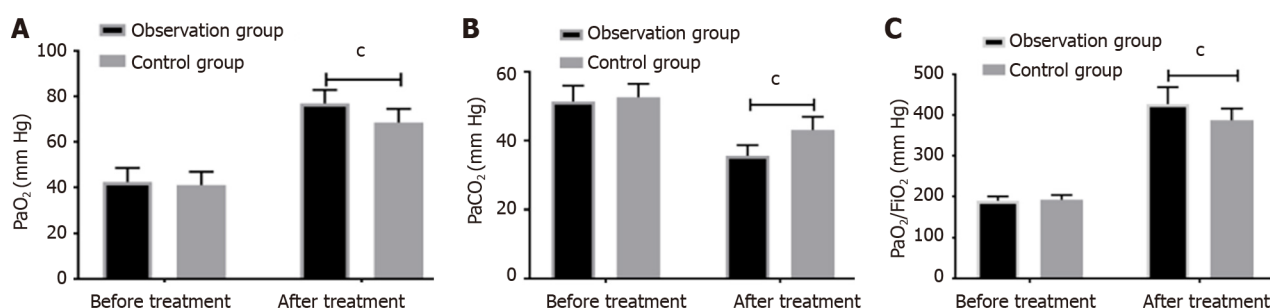 A
Observation group
Control group
c
PaO2 (mm Hg)
100
80
60
40
20
0
Before treatment
After treatment
B
Observation group
Control group
c
PaCO2 (mm Hg)
60
40
20
0
Before treatment
After treatment
C
Observation group
Control group
c
PaO2/FiO2 (mm Hg)
500
400
300
200
100
0
Before treatment
After treatment